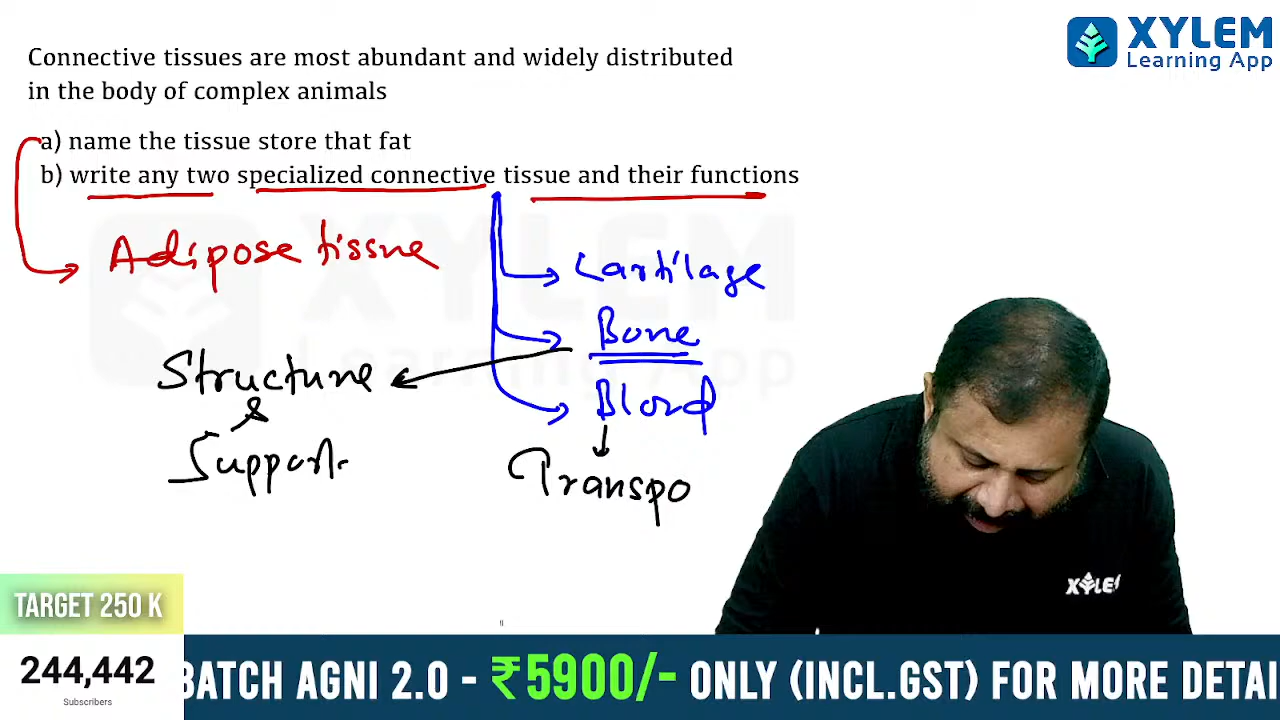 XYLEM
Learning App
Connective tissues are most abundant and widely distributed
in the body of complex animals
a) name the tissue store that fat
b) write any two specialized connective tissue and their functions
Adipose tissue
Cartilage
Bone
Structure
&
Support
Blood
Transpo
XYLEM
Learning App
XYLE
TARGET 250 K
244,442
Subscribers
BATCH AGNI 2.0 - ₹5900/- ONLY (INCL.GST) FOR MORE DETAI